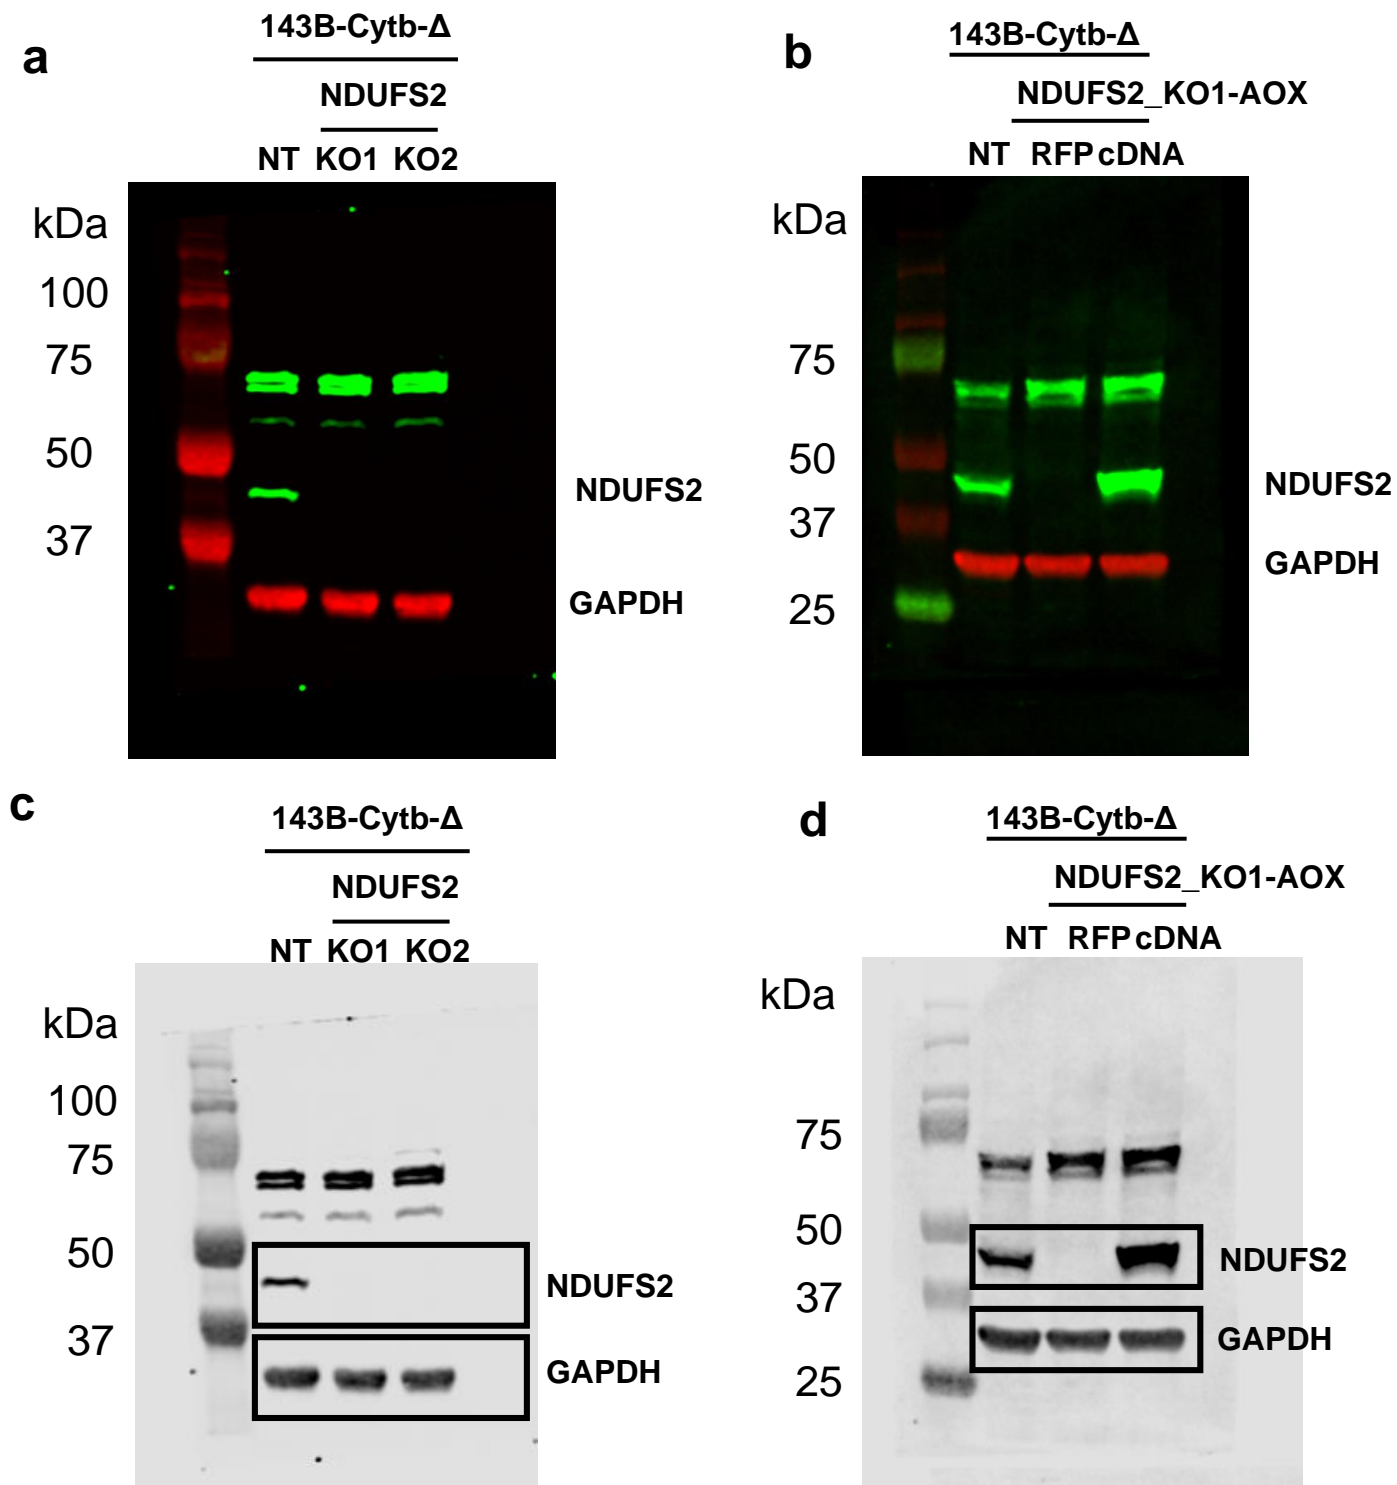 a
143B-Cytb-Δ
NDUFS2
NT KO1 KO2
kDa
100
75
50
37
NDUFS2
GAPDH
b
143B-Cytb-Δ
NDUFS2_KO1-AOX
NT RFP cDNA
kDa
75
50
37
25
NDUFS2
GAPDH
c
143B-Cytb-Δ
NDUFS2
NT KO1 KO2
kDa
100
75
50
37
NDUFS2
GAPDH
d
143B-Cytb-Δ
NDUFS2_KO1-AOX
NT RFP cDNA
kDa
75
50
37
25
NDUFS2
GAPDH